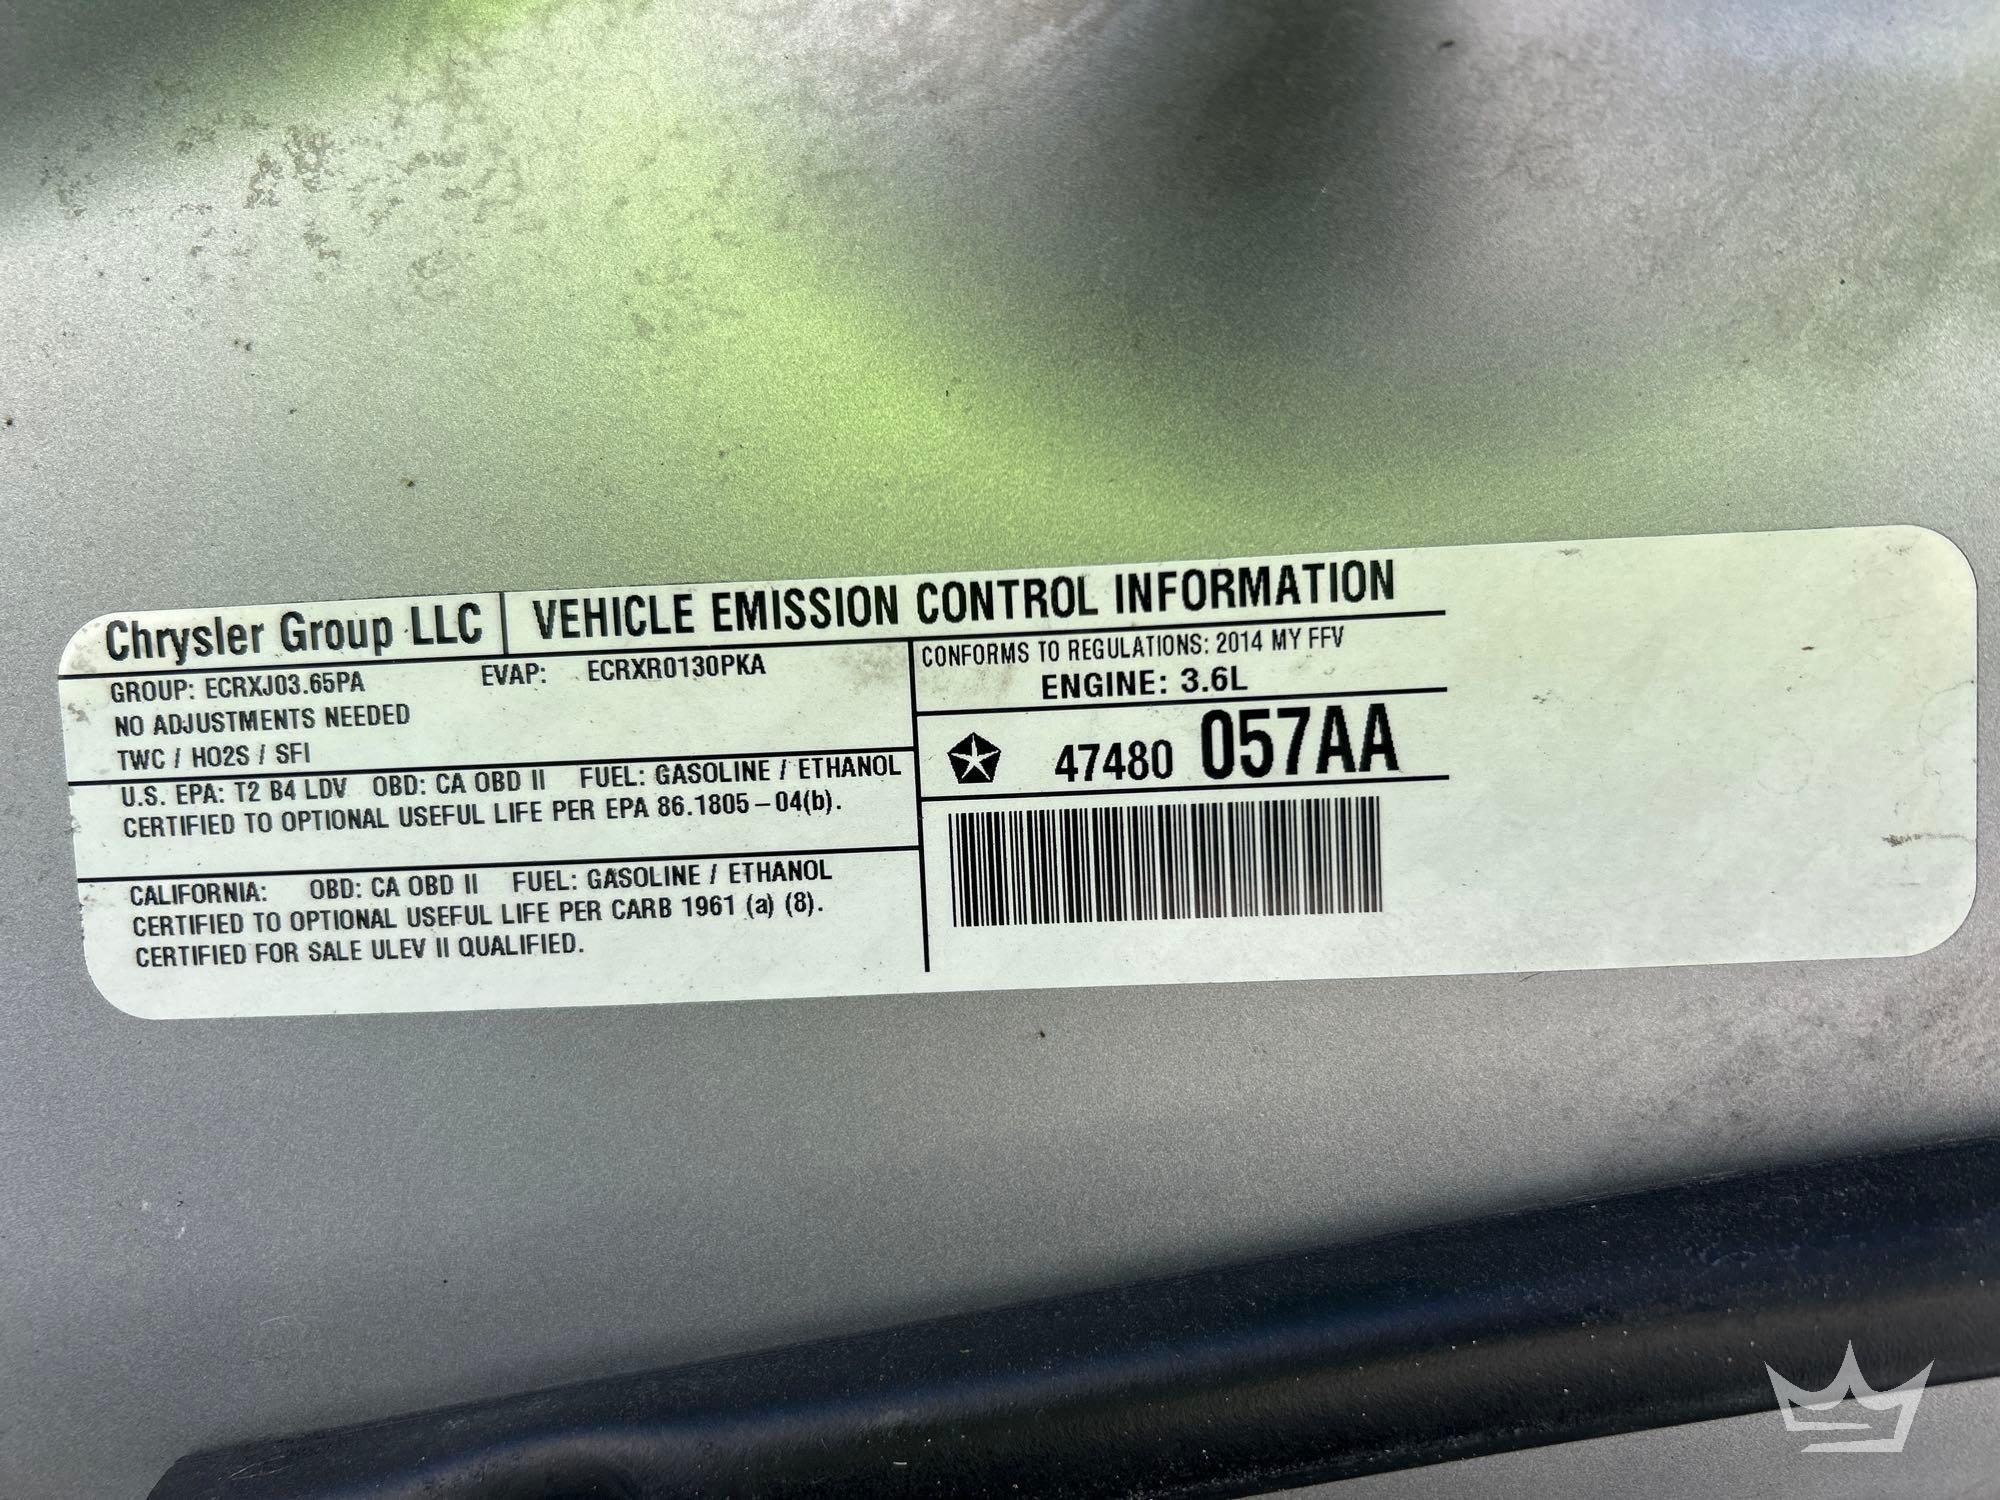 Chrysler Group LLC | VEHICLE EMISSION CONTROL INFORMATION
GROUP: ECRXJ03.65PA EVAP: ECRXR0130PKA
NO ADJUSTMENTS NEEDED
TWC / HO2S / SFI
U.S. EPA: T2 B4 LDV OBD: CA OBD II FUEL: GASOLINE / ETHANOL
CERTIFIED TO OPTIONAL USEFUL LIFE PER EPA 86.1805-04(b).
CALIFORNIA: OBD: CA OBD II FUEL: GASOLINE / ETHANOL
CERTIFIED TO OPTIONAL USEFUL LIFE PER CARB 1961 (a) (8).
CERTIFIED FOR SALE ULEV II QUALIFIED.
CONFORMS TO REGULATIONS: 2014 MY FFV
ENGINE: 3.6L
47480 057AA